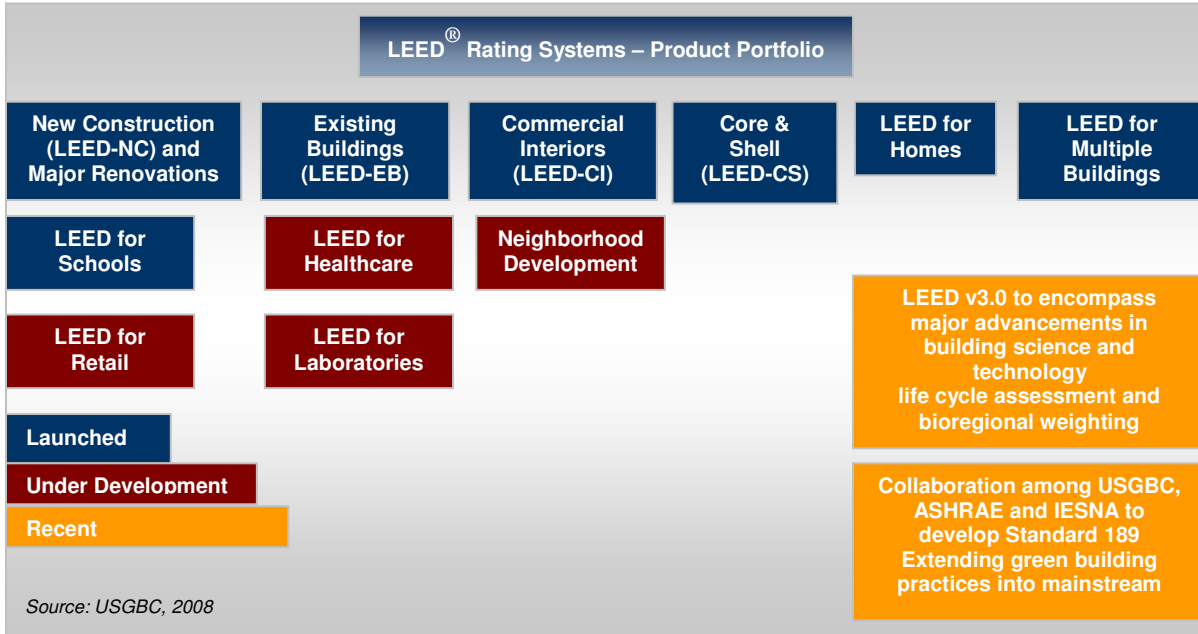 LEED® Rating Systems – Product Portfolio
New Construction
(LEED-NC) and
Major Renovations
Existing
Buildings
(LEED-EB)
Commercial
Interiors
(LEED-CI)
Core &
Shell
(LEED-CS)
LEED for
Homes
LEED for
Multiple
Buildings
LEED for
Schools
LEED for
Healthcare
Neighborhood
Development
LEED for
Retail
LEED for
Laboratories
LEED v3.0 to encompass
major advancements in
building science and
technology
life cycle assessment and
bioregional weighting
Launched
Under Development
Recent
Collaboration among USGBC,
ASHRAE and IESNA to
develop Standard 189
Extending green building
practices into mainstream
Source: USGBC, 2008